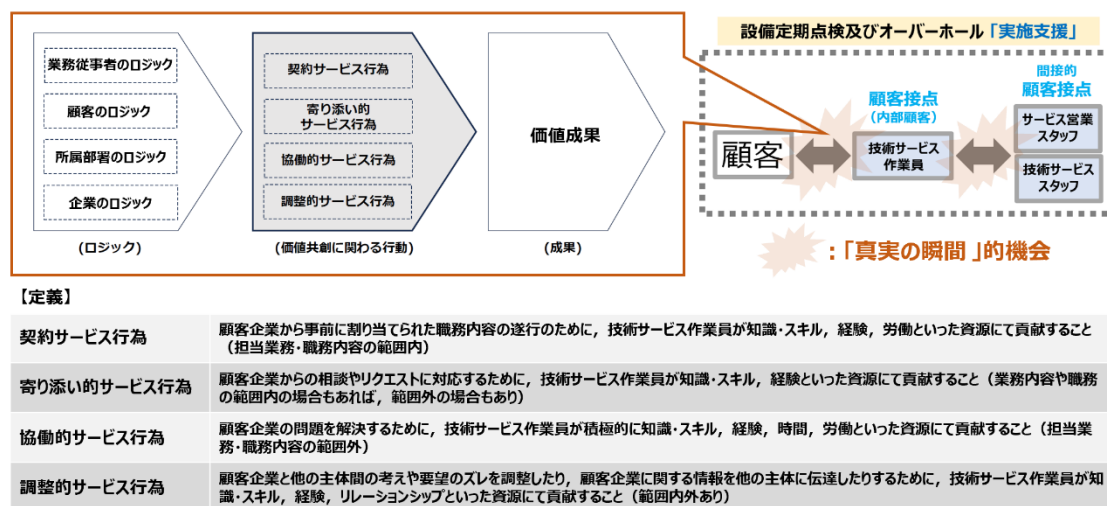 業務従事者のロジック
顧客のロジック
所属部署のロジック
企業のロジック
(ロジック)
契約サービス行為
寄り添い的
サービス行為
協働的サービス行為
調整的サービス行為
(価値共創に関わる行動)
価値成果
(成果)
設備定期点検及びオーバーホール「実施支援」
顧客
顧客接点
(内部顧客)
技術サービス
作業員
間接的
顧客接点
サービス営業
スタッフ
技術サービス
スタッフ
：「真実の瞬間 」的機会
【定義】
契約サービス行為
顧客企業から事前に割り当てられた職務内容の遂行のために，技術サービス作業員が知識・スキル，経験，労働といった資源にて貢献すること
（担当業務・職務内容の範囲内）
寄り添い的サービス行為
顧客企業からの相談やリクエストに対応するために，技術サービス作業員が知識・スキル，経験といった資源にて貢献すること（業務内容や職務
の範囲内の場合もあれば，範囲外の場合もあり）
協働的サービス行為
顧客企業の問題を解決するために，技術サービス作業員が積極的に知識・スキル，経験，時間，労働といった資源にて貢献すること（担当業
務・職務内容の範囲外）
調整的サービス行為
顧客企業と他の主体間の考えや要望のズレを調整したり，顧客企業に関する情報を他の主体に伝達したりするために，技術サービス作業員が知
識・スキル，経験，リレーションシップといった資源にて貢献すること（範囲内外あり）